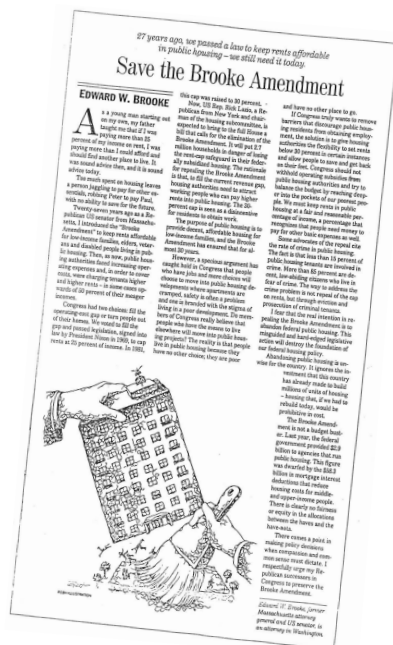 27 years ago, we passed a law to keep rents affordable
in public housing – we still need it today.
Save the Brooke Amendment
EDWARD W. BROOKE
As a young man starting out
on my own, my father
taught me that if I was
paying more than 25
percent of my income on rent, I was
paying more than I could afford and
should find another place to live. It
was sound advice then, and it is sound
advice today.
Too much spent on housing leaves
a person juggling to pay for other es-
sentials, robbing Peter to pay Paul,
with no ability to save for the future.
Twenty-seven years ago as a Re-
publican US senator from Massachu-
setts, I introduced the "Brooke
Amendment" to keep rents affordable
for low-income families, elders, veter-
ans and disabled people living in pub-
lic housing. Then, as now, public hous-
ing authorities faced increasing oper-
ating expenses and, in order to cover
costs, were charging tenants higher
and higher rents – in some cases up-
wards of 50 percent of their meager
incomes.
Congress had two choices: fill the
operating-cost gap or turn people out
of their homes. We voted to fill the
gap and passed legislation, signed into
law by President Nixon in 1969, to cap
rents at 25 percent of income. In 1981,
this cap was raised to 30 percent.
Now, US Rep. Rick Lazio, a Re-
publican from New York and chair-
man of the housing subcommittee, is
expected to bring to the full House a
bill that calls for the elimination of the
Brooke Amendment. It will put 2.7
million households in danger of losing
the rent-cap safeguard in their feder-
ally subsidized housing. The rationale
for repealing the Brooke Amendment
is that, to fill the current revenue gap,
housing authorities need to attract
working people who can pay higher
rents into public housing. The 30-
percent cap is seen as a disincentive
for residents to obtain work.
The purpose of public housing is to
provide decent, affordable housing for
low-income families, and the Brooke
Amendment has ensured that for al-
most 30 years.
However, a specious argument has
caught hold in Congress that people
who have jobs and more choices will
choose to move into public housing de-
velopments where apartments are
cramped, safety is often a problem
and one is branded with the stigma of
living in a poor development. Do mem-
bers of Congress really believe that
people who have the means to live
elsewhere will move into public hous-
ing projects? The reality is that people
live in public housing because they
have no other choice; they are poor
and have no other place to go.
If Congress truly wants to remove
barriers that discourage public hous-
ing residents from obtaining employ-
ment, the solution is to give housing
authorities the flexibility to set rents
below 30 percent in certain instances
and allow people to save and get back
on their feet. Congress should not
withhold operating subsidies from
public housing authorities and try to
balance the budget by reaching deep-
er into the pockets of our poorest peo-
ple. We must keep rents in public
housing at a fair and reasonable per-
centage of income, a percentage that
recognizes that people need money to
pay for other basic expenses as well.
Some advocates of the repeal cite
the rate of crime in public housing.
The fact is that less than 15 percent of
public housing tenants are involved in
crime. More than 85 percent are de-
cent, law-abiding citizens who live in
fear of crime. The way to address the
crime problem is not repeal of the cap
on rents, but through eviction and
prosecution of criminal tenants.
I fear that the real intention in re-
pealing the Brooke Amendment is to
abandon federal public housing. This
misguided and hard-edged legislative
action will destroy the foundation of
our federal housing policy.
Abandoning public housing is un-
wise for the country. It ignores the in-
vestment that this country
has already made to build
millions of units of housing
– housing that, if we had to
rebuild today, would be
prohibitive in cost.
The Brooke Amend-
ment is not a budget bust-
er. Last year, the federal
government provided $2.9
billion to agencies that run
public housing. This figure
was dwarfed by the $58.3
billion in mortgage interest
deductions that reduce
housing costs for middle-
and upper-income people.
There is clearly no fairness
or equity in the allocations
between the haves and the
have-nots.
There comes a point in
making policy decisions
when compassion and com-
mon sense must dictate. I
respectfully urge my Re-
publican successors in
Congress to preserve the
Brooke Amendment.
Edward W. Brooke, former
Massachusetts attorney
general and US senator, is
an attorney in Washington.